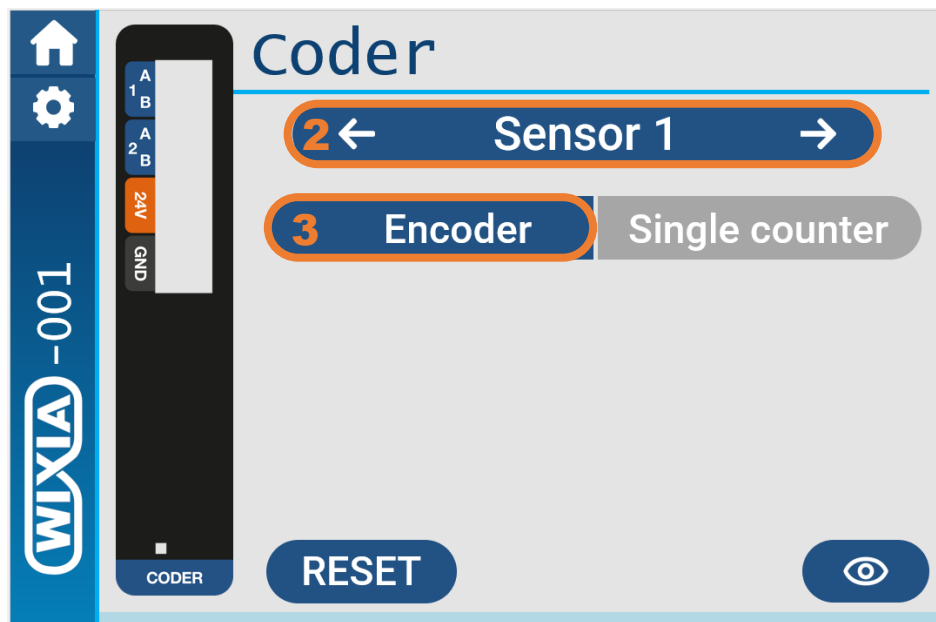 Coder
2 ← Sensor 1 →
3 Encoder
Single counter
1 A B
2 A B
24V
GND
CODER
RESET
WIXIA -001